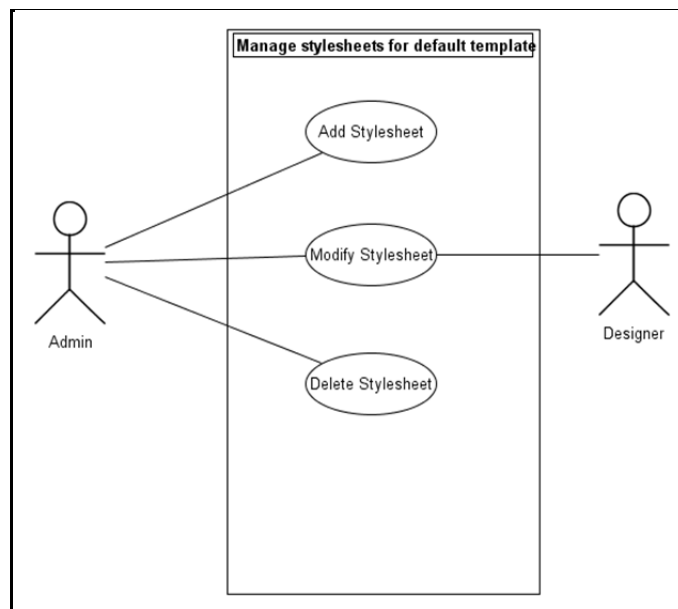 Manage stylesheets for default template
Add Stylesheet
Modify Stylesheet
Admin
Designer
Delete Stylesheet